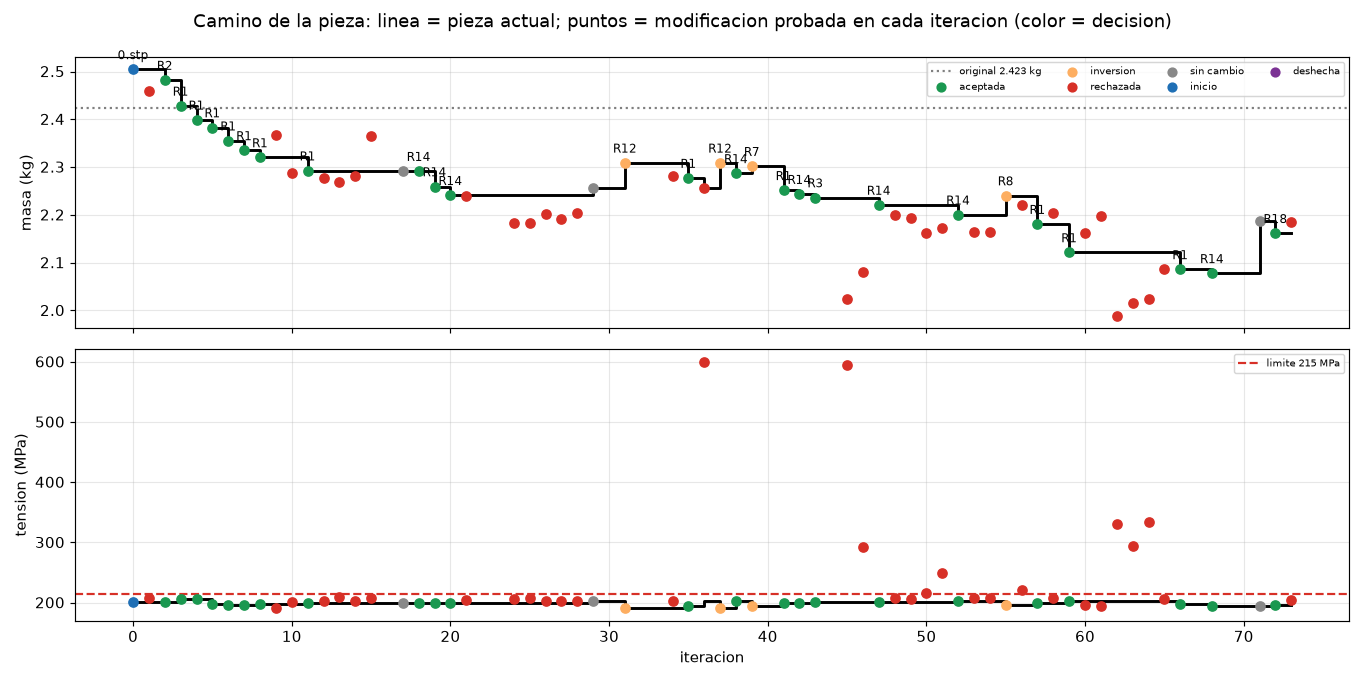 Camino de la pieza: linea = pieza actual; puntos = modificacion probada en cada iteracion (color = decision)
0.stp
R2
R1
R1
R1
R1
R1
R1
R1
R14
R14
R14
R12
R1
R12
R14
R7
R1
R14
R3
R14
R14
R8
R1
R1
R1
R14
R18
original 2.423 kg
aceptada
inversion
rechazada
sin cambio
inicio
deshecha
masa (kg)
2.5
2.4
2.3
2.2
2.1
2.0
limite 215 MPa
tension (MPa)
600
500
400
300
200
0
10
20
30
40
50
60
70
iteracion